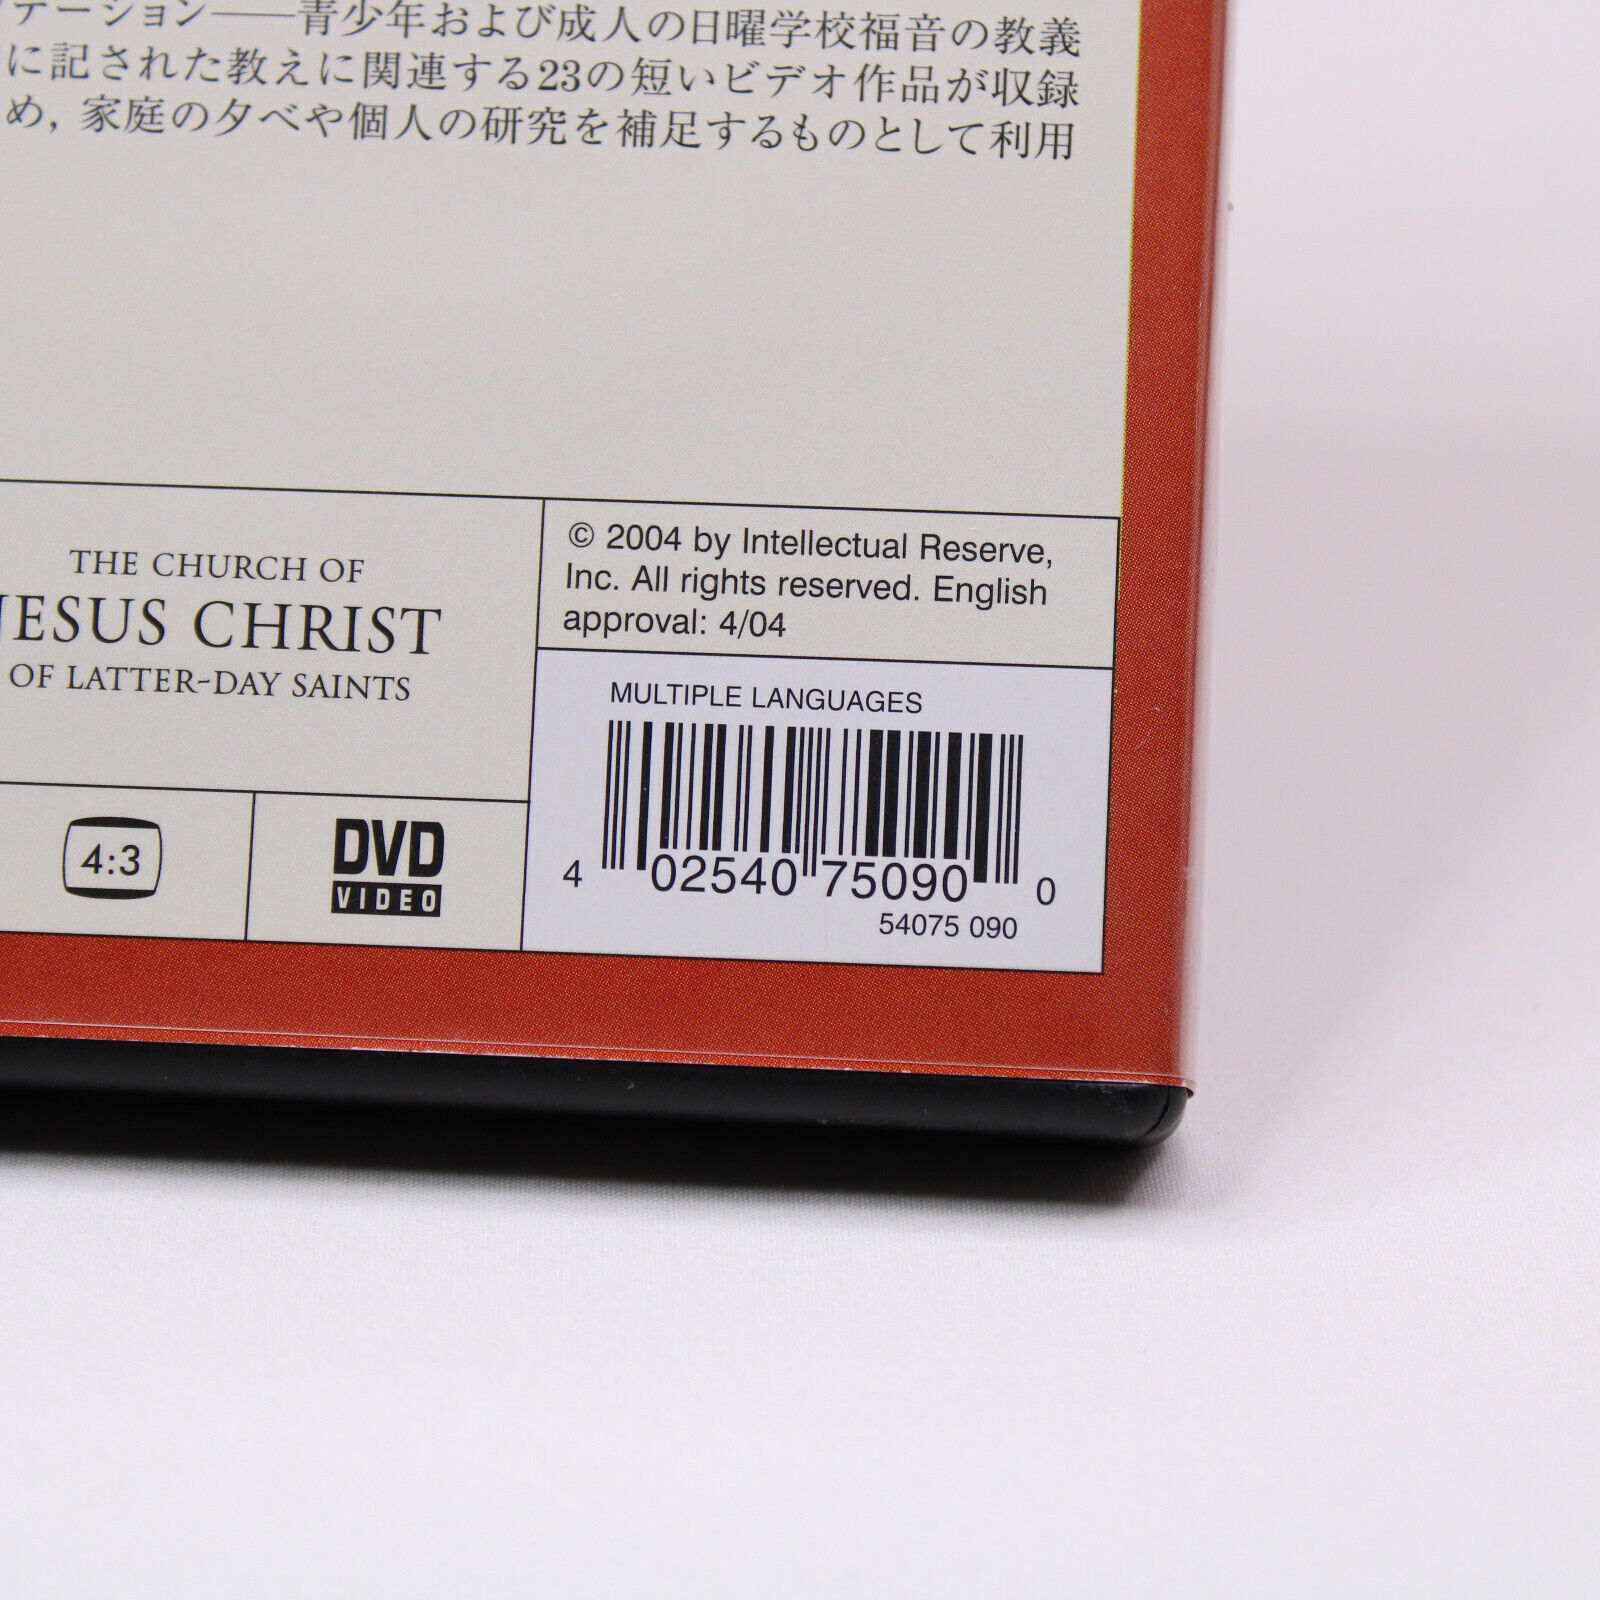 テーション——青少年および成人の日曜学校福音の教義
に記された教えに関連する23の短いビデオ作品が収録
め，家庭の夕べや個人の研究を補足するものとして利用
THE CHURCH OF
JESUS CHRIST
OF LATTER-DAY SAINTS
© 2004 by Intellectual Reserve,
Inc. All rights reserved. English
approval: 4/04
MULTIPLE LANGUAGES
4 02540 75090 0
54075 090
4:3
DVD
VIDEO